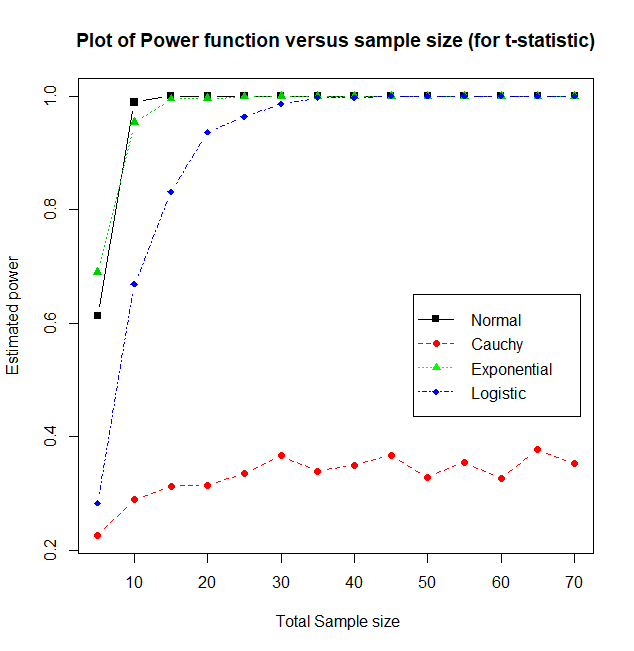 Plot of Power function versus sample size (for t-statistic)
1.0
0.8
0.6
0.4
0.2
Estimated power
Normal
Cauchy
Exponential
Logistic
10 20 30 40 50 60 70
Total Sample size